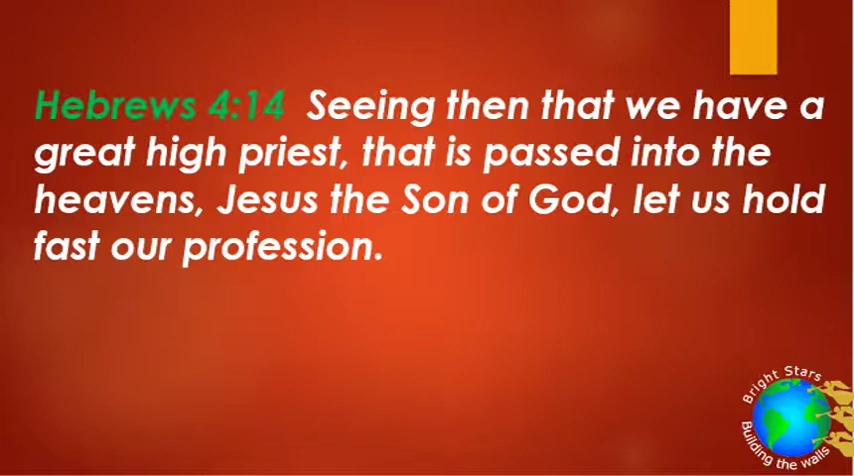 Hebrews 4:14 Seeing then that we have a
great high priest, that is passed into the
heavens, Jesus the Son of God, let us hold
fast our profession.
Bright Stars
Building the walls